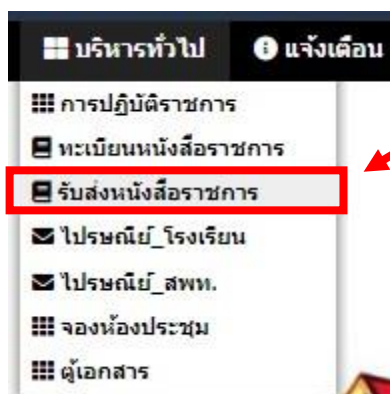 บริหารทั่วไป แจ้งเตือน
การปฏิบัติราชการ
ทะเบียนหนังสือราชการ
รับส่งหนังสือราชการ
ไปรษณีย์_โรงเรียน
ไปรษณีย์_สพท.
จองห้องประชุม
ตู้เอกสาร